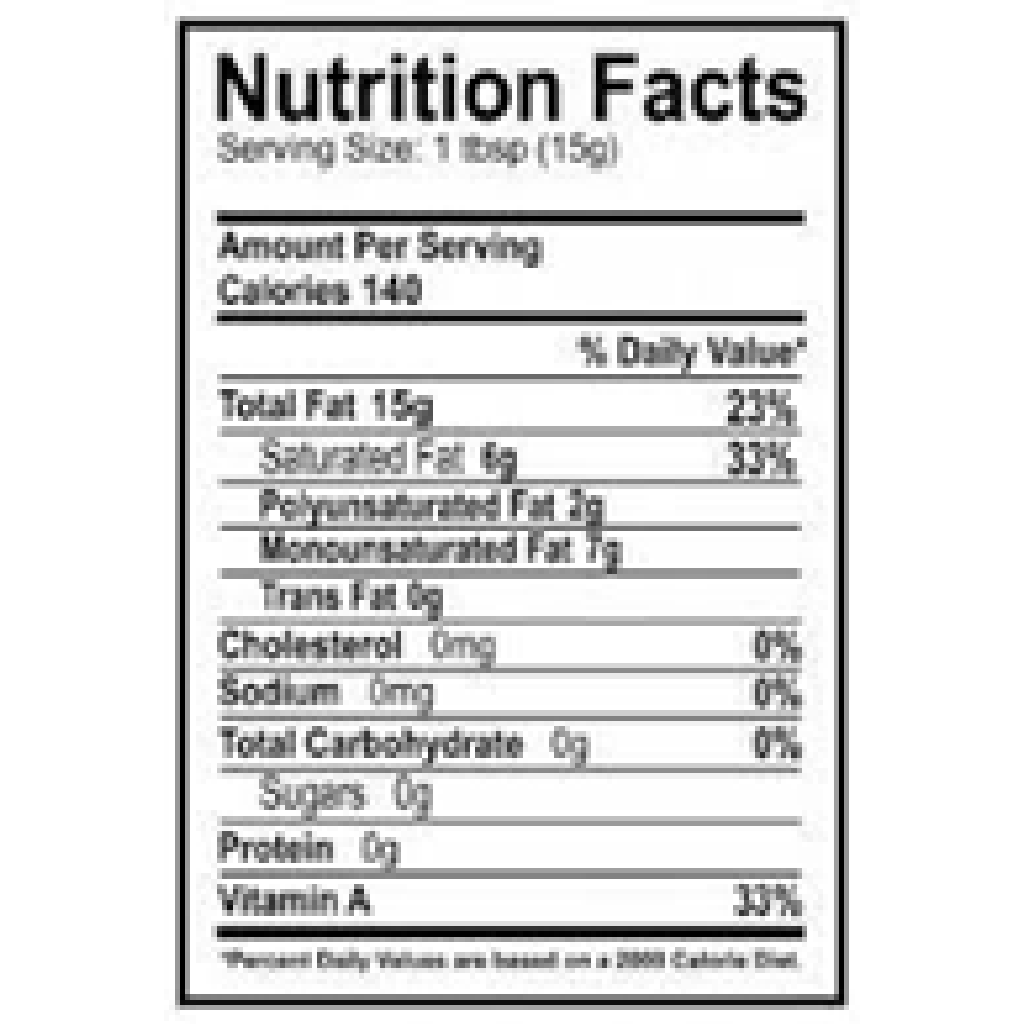 Nutrition Facts
Serving Size: 1 tbsp (15g)
Amount Per Serving
Calories 140
% Daily Value*
Total Fat 15g 23%
Saturated Fat 6g 33%
Polyunsaturated Fat 2g
Monounsaturated Fat 7g
Trans Fat 0g
Cholesterol 0mg 0%
Sodium 0mg 0%
Total Carbohydrate 0g 0%
Sugars 0g
Protein 0g
Vitamin A 33%
*Percent Daily Values are based on a 2000 Calorie Diet.